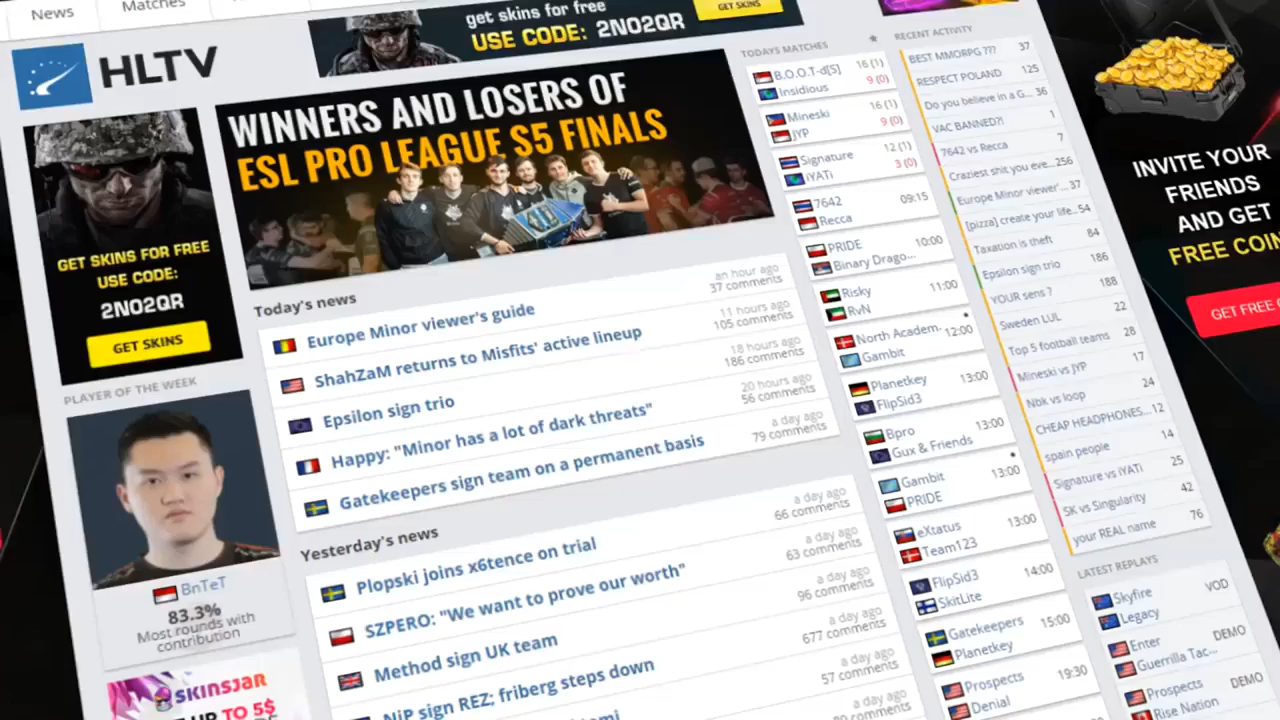 News
Matches
HLTV
get skins for free
USE CODE: 2NO2QR
GET SKINS
GET SKINS FOR FREE
USE CODE:
2NO2QR
GET SKINS
PLAYER OF THE WEEK
BnTeT
83.3%
Most rounds with
contribution
SKINSJAR
UP TO 5$
WINNERS AND LOSERS OF
ESL PRO LEAGUE S5 FINALS
Today's news
Europe Minor viewer's guide
an hour ago
37 comments
ShahZaM returns to Misfits' active lineup
11 hours ago
105 comments
Epsilon sign trio
18 hours ago
186 comments
Happy: "Minor has a lot of dark threats"
20 hours ago
56 comments
Gatekeepers sign team on a permanent basis
a day ago
79 comments
Yesterday's news
Plopski joins x6tence on trial
a day ago
66 comments
SZPERO: "We want to prove our worth"
a day ago
63 comments
Method sign UK team
a day ago
96 comments
NiP sign REZ; friberg steps down
a day ago
677 comments
a day ago
57 comments
a day ago
TODAYS MATCHES
B.O.O.T-d[S] 16 (1)
Insidious 9 (0)
Mineski 16 (1)
JYP 9 (0)
Signature 12 (1)
iYATi 3 (0)
7642
Recca
09:15
PRIDE
Binary Drago...
10:00
Risky
RvN
11:00
North Academ.
Gambit
12:00
Planetkey
FlipSid3
13:00
Bpro
Gux & Friends
13:00
Gambit
PRIDE
13:00
eXtatus
Team123
13:00
FlipSid3
SkitLite
14:00
Gatekeepers
Planetkey
15:00
Prospects
Denial
19:30
RECENT ACTIVITY
BEST MMORPG ??? 37
RESPECT POLAND 125
Do you believe in a G... 36
VAC BANNED?! 1
7642 vs Recca 7
Craziest shit you eve... 256
Europe Minor viewer'... 37
[pizza] create your life... 54
Taxation is theft 84
Epsilon sign trio 186
YOUR sens ? 188
Sweden LUL 22
Top 5 football teams 28
Mineski vs JYP 17
Nbk vs loop 24
CHEAP HEADPHONES... 12
spain people 14
Signature vs iYATi 25
SK vs Singularity 42
your REAL name 76
LATEST REPLAYS
Skyfire
Legacy
VOD
Enter
Guerrilla Tac...
DEMO
Prospects
Rise Nation
DEMO
INVITE YOUR
FRIENDS
AND GET
FREE COIN
GET FREE